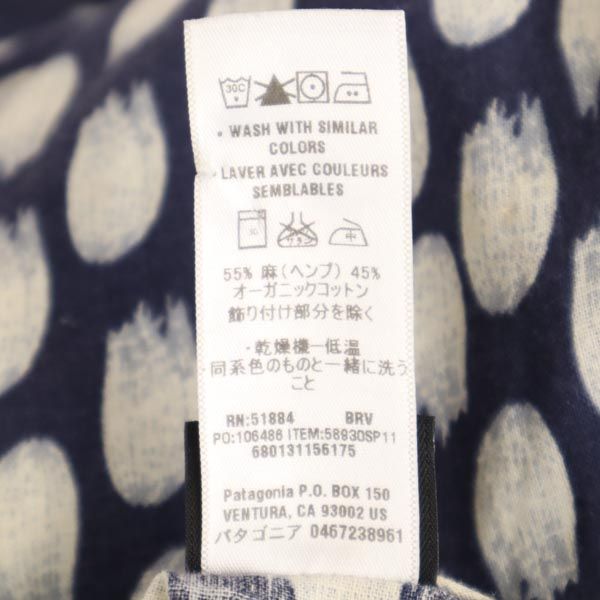 30C
• WASH WITH SIMILAR
COLORS
• LAVER AVEC COULEURS
SEMBLABLES
中
55% 麻(ヘンプ) 45%
オーガニックコットン
飾り付け部分を除く
・乾燥機一低温
・同系色のものと一緒に洗う
こと
RN:51884 BRV
PO:106486 ITEM:58930SP11
680131156175
Patagonia P.O. BOX 150
VENTURA, CA 93002 US
パタゴニア 0467238961